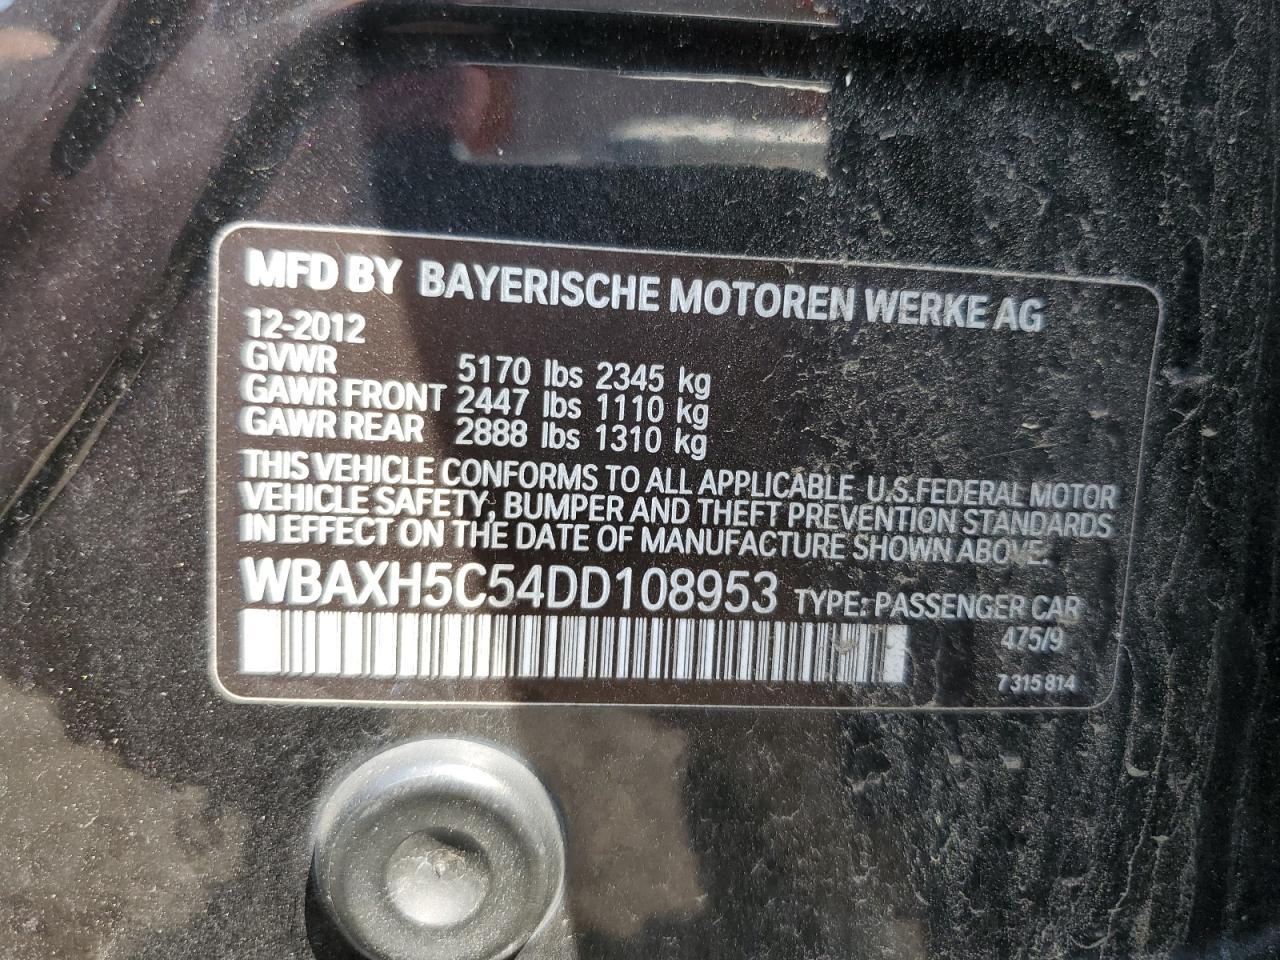 MFD BY BAYERISCHE MOTOREN WERKE AG
12-2012
GVWR 5170 lbs 2345 kg
GAWR FRONT 2447 lbs 1110 kg
GAWR REAR 2888 lbs 1310 kg
THIS VEHICLE CONFORMS TO ALL APPLICABLE U.S.FEDERAL MOTOR
VEHICLE SAFETY, BUMPER AND THEFT PREVENTION STANDARDS
IN EFFECT ON THE DATE OF MANUFACTURE SHOWN ABOVE.
WBAXH5C54DD108953 TYPE: PASSENGER CAR
475/9
7 315 814